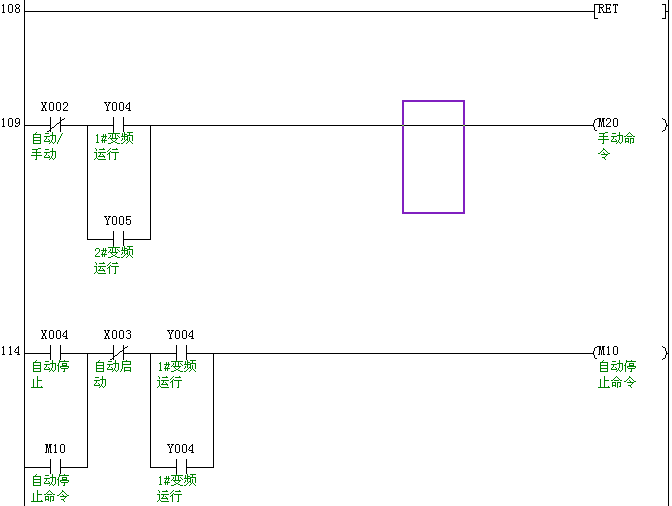 108 RET
X002 Y004
109 M20
自动/ 1#变频 手动命
手动 运行 令
Y005
2#变频
运行
X004 X003 Y004
114 M10
自动停 自动启 1#变频 自动停
止 动 运行 止命令
M10 Y004
自动停 1#变频
止命令 运行